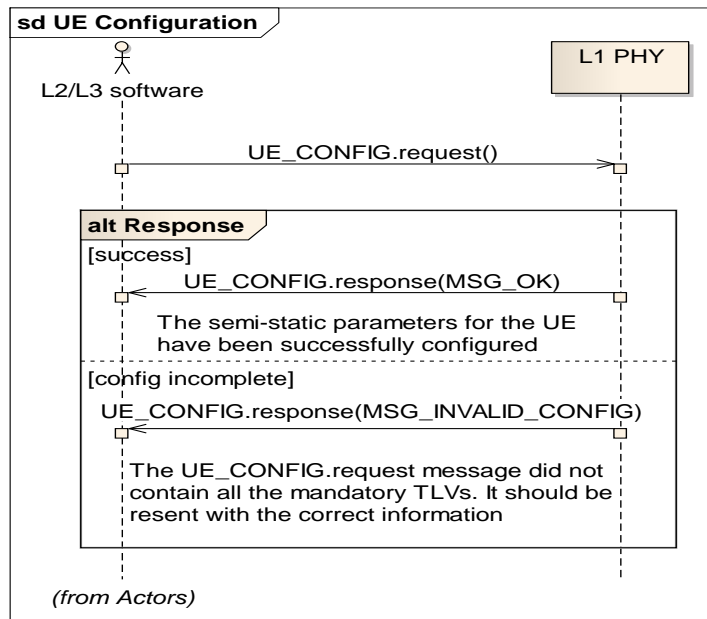 sd UE Configuration
L2/L3 software
L1 PHY
UE_CONFIG.request()
alt Response
[success]
UE_CONFIG.response(MSG_OK)
The semi-static parameters for the UE
have been successfully configured
[config incomplete]
UE_CONFIG.response(MSG_INVALID_CONFIG)
The UE_CONFIG.request message did not
contain all the mandatory TLVs. It should be
resent with the correct information
(from Actors)